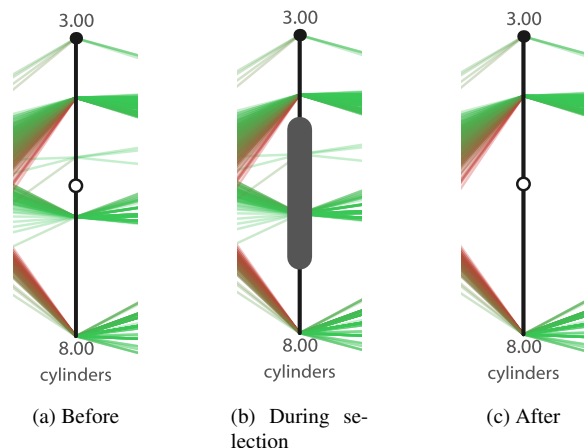 3.00 3.00 3.00
8.00 8.00 8.00
cylinders cylinders cylinders
(a) Before (b) During se- (c) After
lection